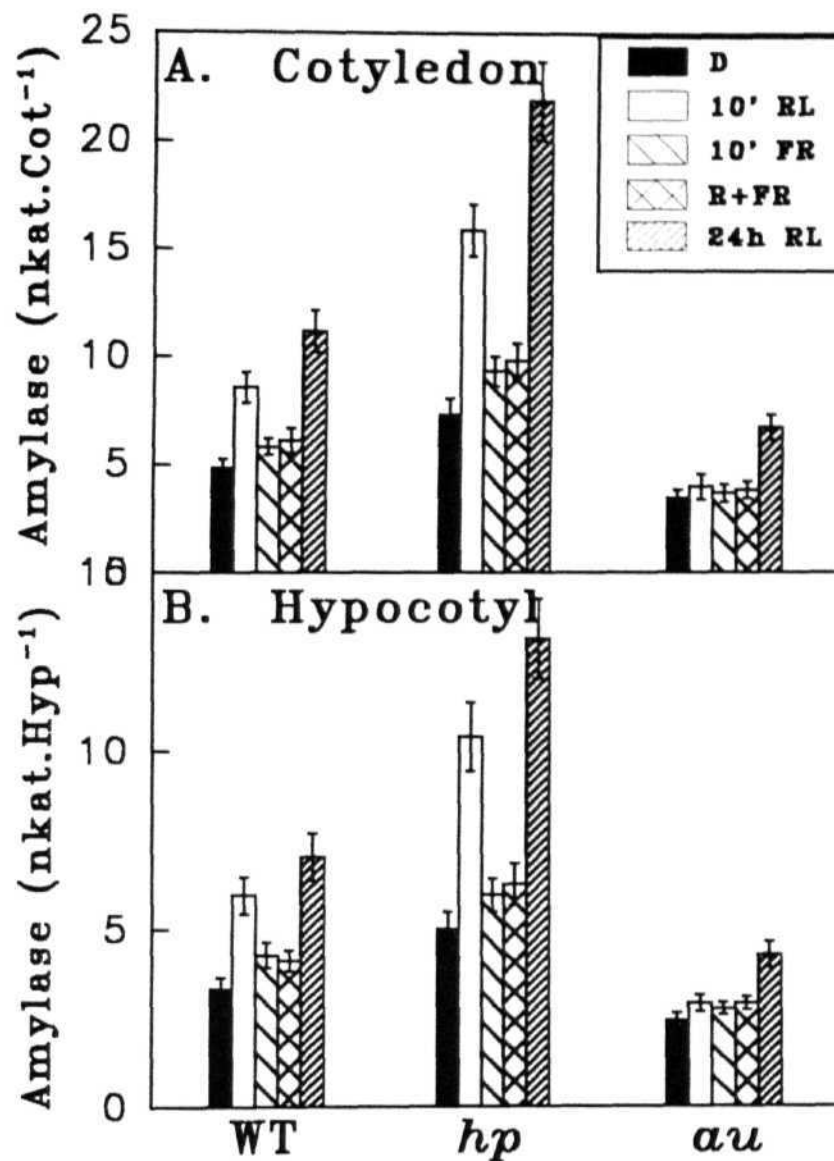 25
A. Cotyledon
D
10' RL
10' FR
R+FR
24h RL
20
15
10
5
Amylase (nkat.Cot⁻¹)
B. Hypocotyl
10
5
0
Amylase (nkat.Hyp⁻¹)
WT hp au